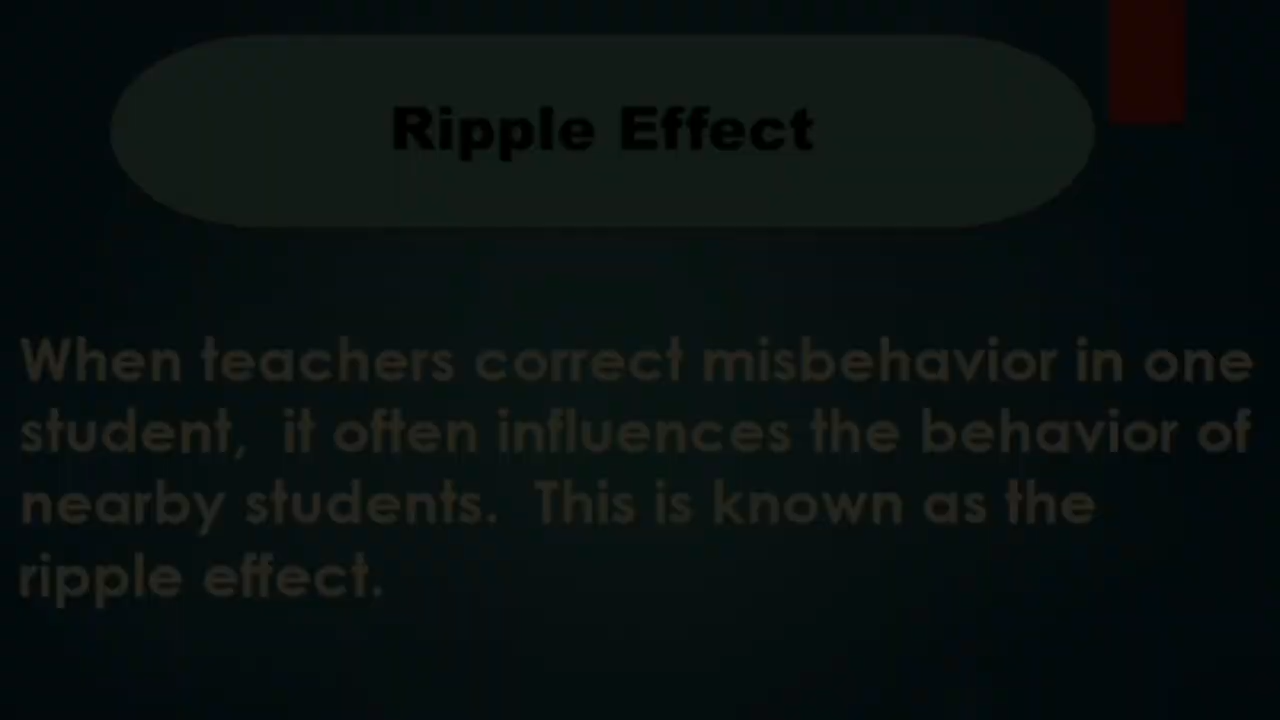 Ripple Effect
When teachers correct misbehavior in one
student,  it often influences the behavior of
nearby students.  This is known as the
ripple effect.